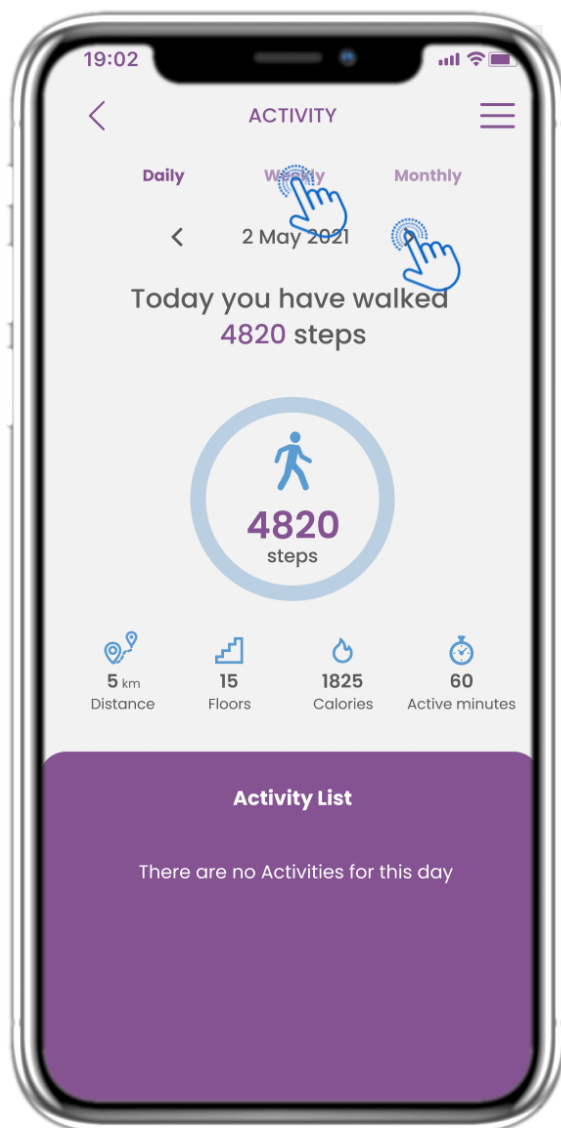 19:02
ACTIVITY
Daily Weekly Monthly
2 May 2021
Today you have walked
4820 steps
4820
steps
5 km 15 1825 60
Distance Floors Calories Active minutes
Activity List
There are no Activities for this day